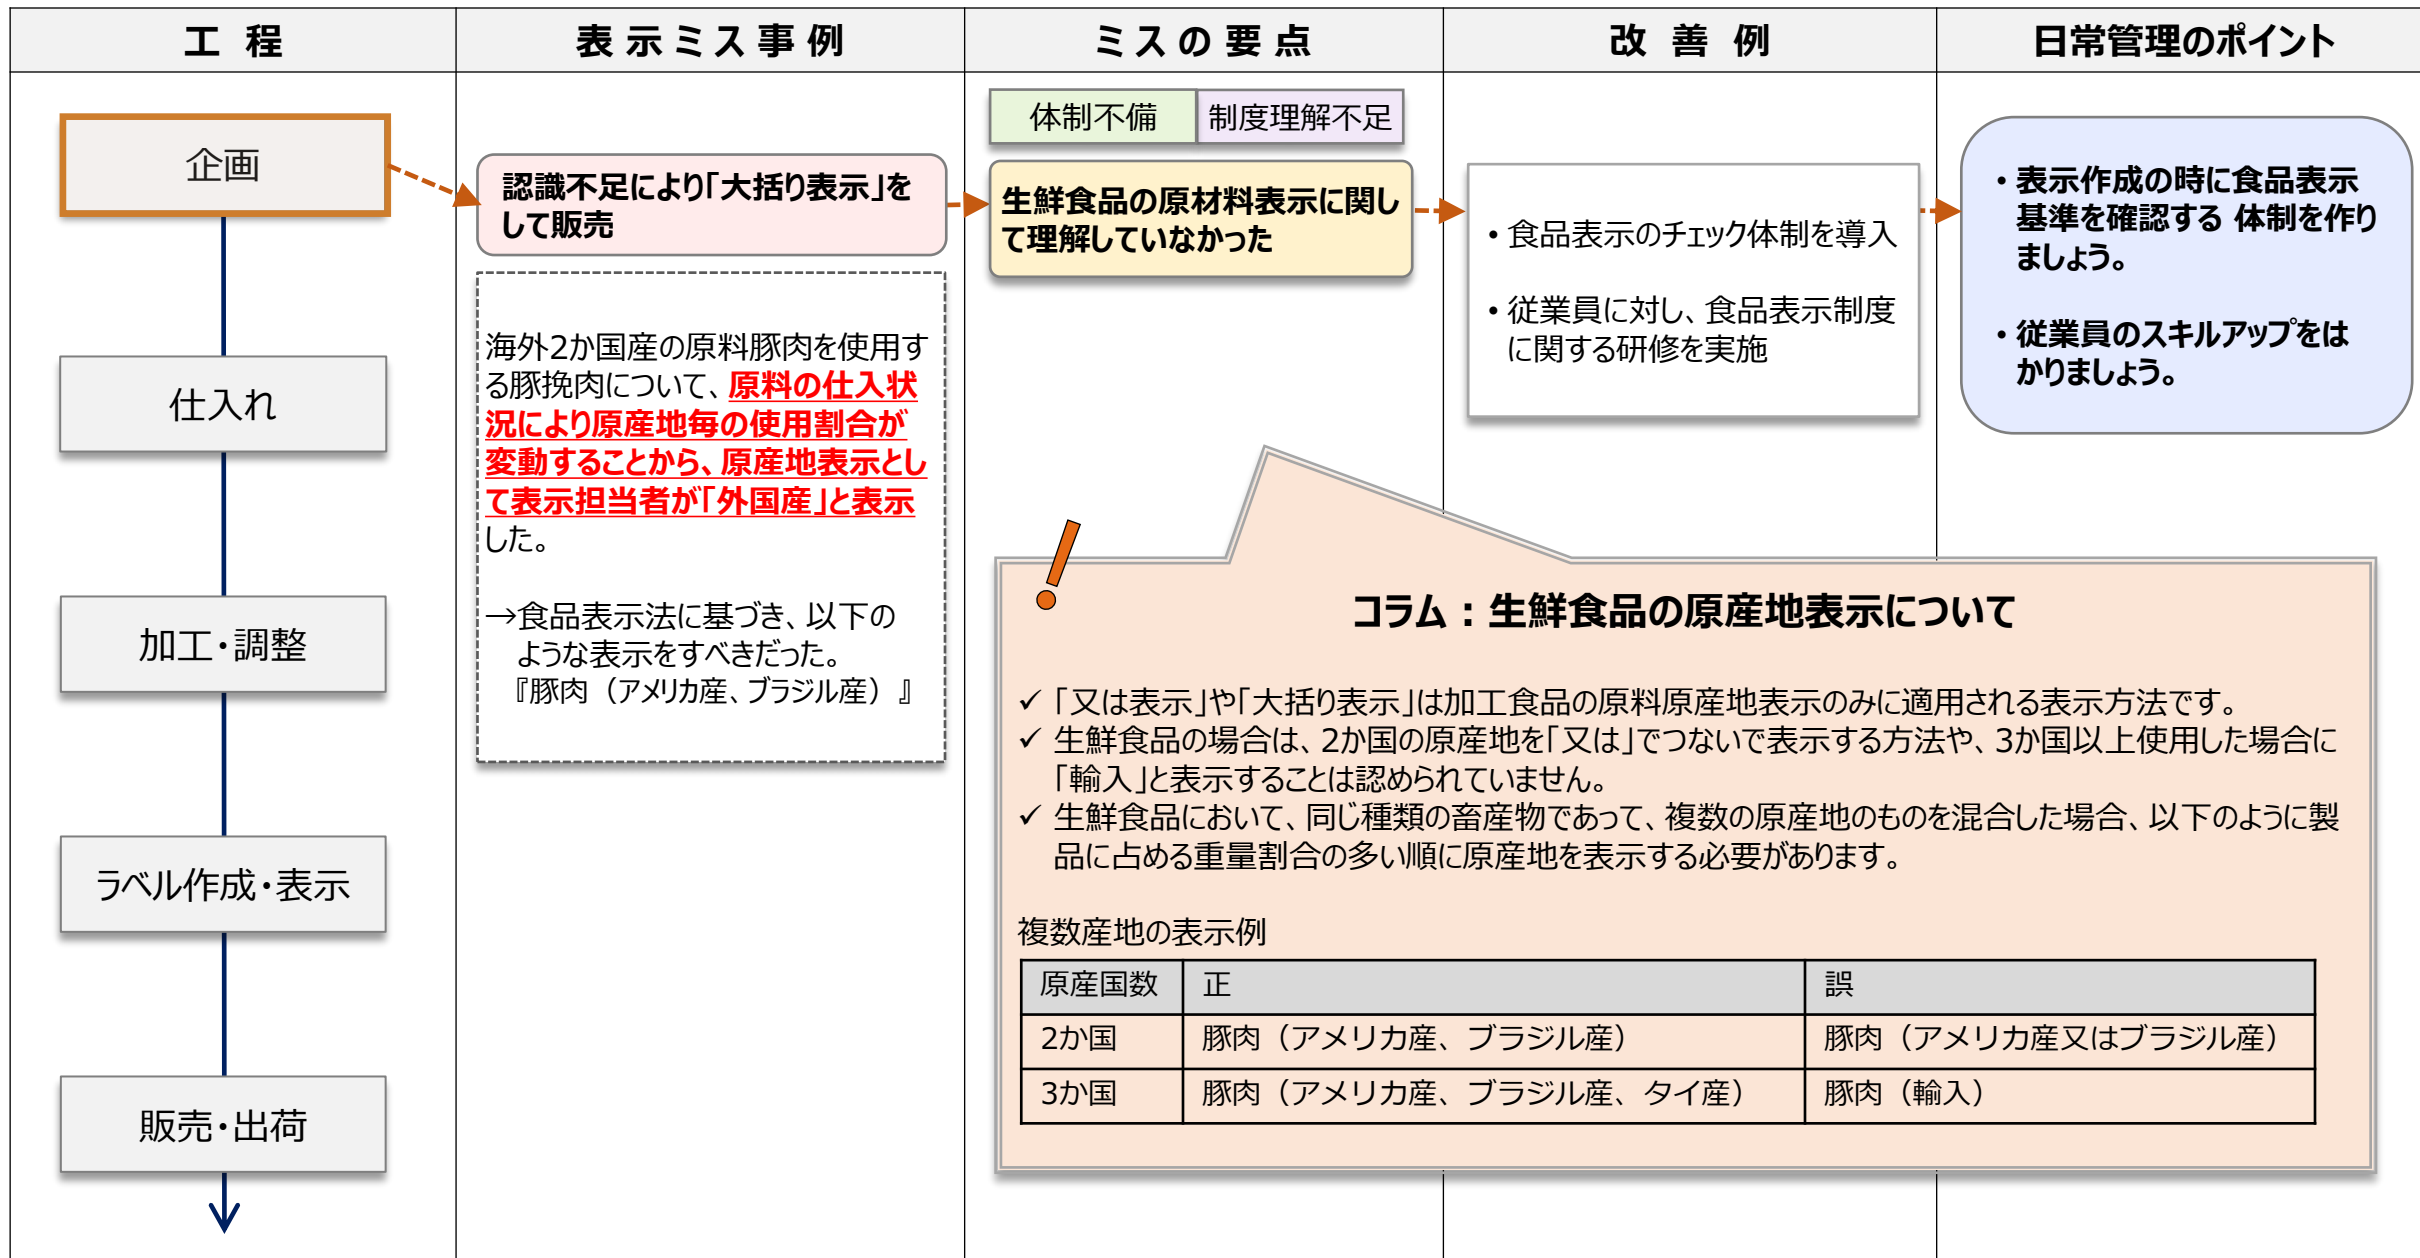 工 程
表 示 ミ ス 事 例
ミ ス の 要 点
改 善 例
日常管理のポイント
企画
仕入れ
加工・調整
ラベル作成・表示
販売・出荷
認識不足により「大括り表示」を
して販売
海外2か国産の原料豚肉を使用す
る豚挽肉について、原料の仕入状
況により原産地毎の使用割合が
変動することから、原産地表示とし
て表示担当者が「外国産」と表示
した。
→食品表示法に基づき、以下の
ような表示をすべきだった。
『豚肉（アメリカ産、ブラジル産）』
体制不備
制度理解不足
生鮮食品の原材料表示に関し
て理解していなかった
• 食品表示のチェック体制を導入
• 従業員に対し、食品表示制度
に関する研修を実施
・表示作成の時に食品表示
基準を確認する 体制を作り
ましょう。
・従業員のスキルアップをは
かりましょう。
コラム：生鮮食品の原産地表示について
✓ 「又は表示」や「大括り表示」は加工食品の原料原産地表示のみに適用される表示方法です。
✓ 生鮮食品の場合は、2か国の原産地を「又は」でつないで表示する方法や、3か国以上使用した場合に
「輸入」と表示することは認められていません。
✓ 生鮮食品において、同じ種類の畜産物であって、複数の原産地のものを混合した場合、以下のように製
品に占める重量割合の多い順に原産地を表示する必要があります。
複数産地の表示例
原産国数 正 誤
2か国 豚肉（アメリカ産、ブラジル産） 豚肉（アメリカ産又はブラジル産）
3か国 豚肉（アメリカ産、ブラジル産、タイ産） 豚肉（輸入）